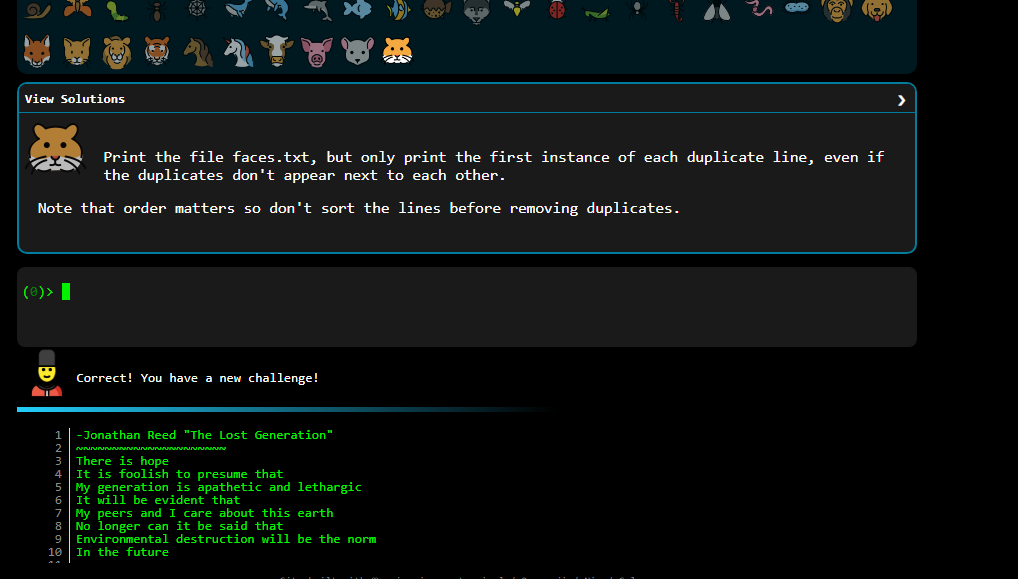 View Solutions ❯
Print the file faces.txt, but only print the first instance of each duplicate line, even if
the duplicates don't appear next to each other.
Note that order matters so don't sort the lines before removing duplicates.
(0)>
Correct! You have a new challenge!
1 -Jonathan Reed "The Lost Generation"
2 ~~~~~~~~~~~~~~~~~~~~~
3 There is hope
4 It is foolish to presume that
5 My generation is apathetic and lethargic
6 It will be evident that
7 My peers and I care about this earth
8 No longer can it be said that
9 Environmental destruction will be the norm
10 In the future